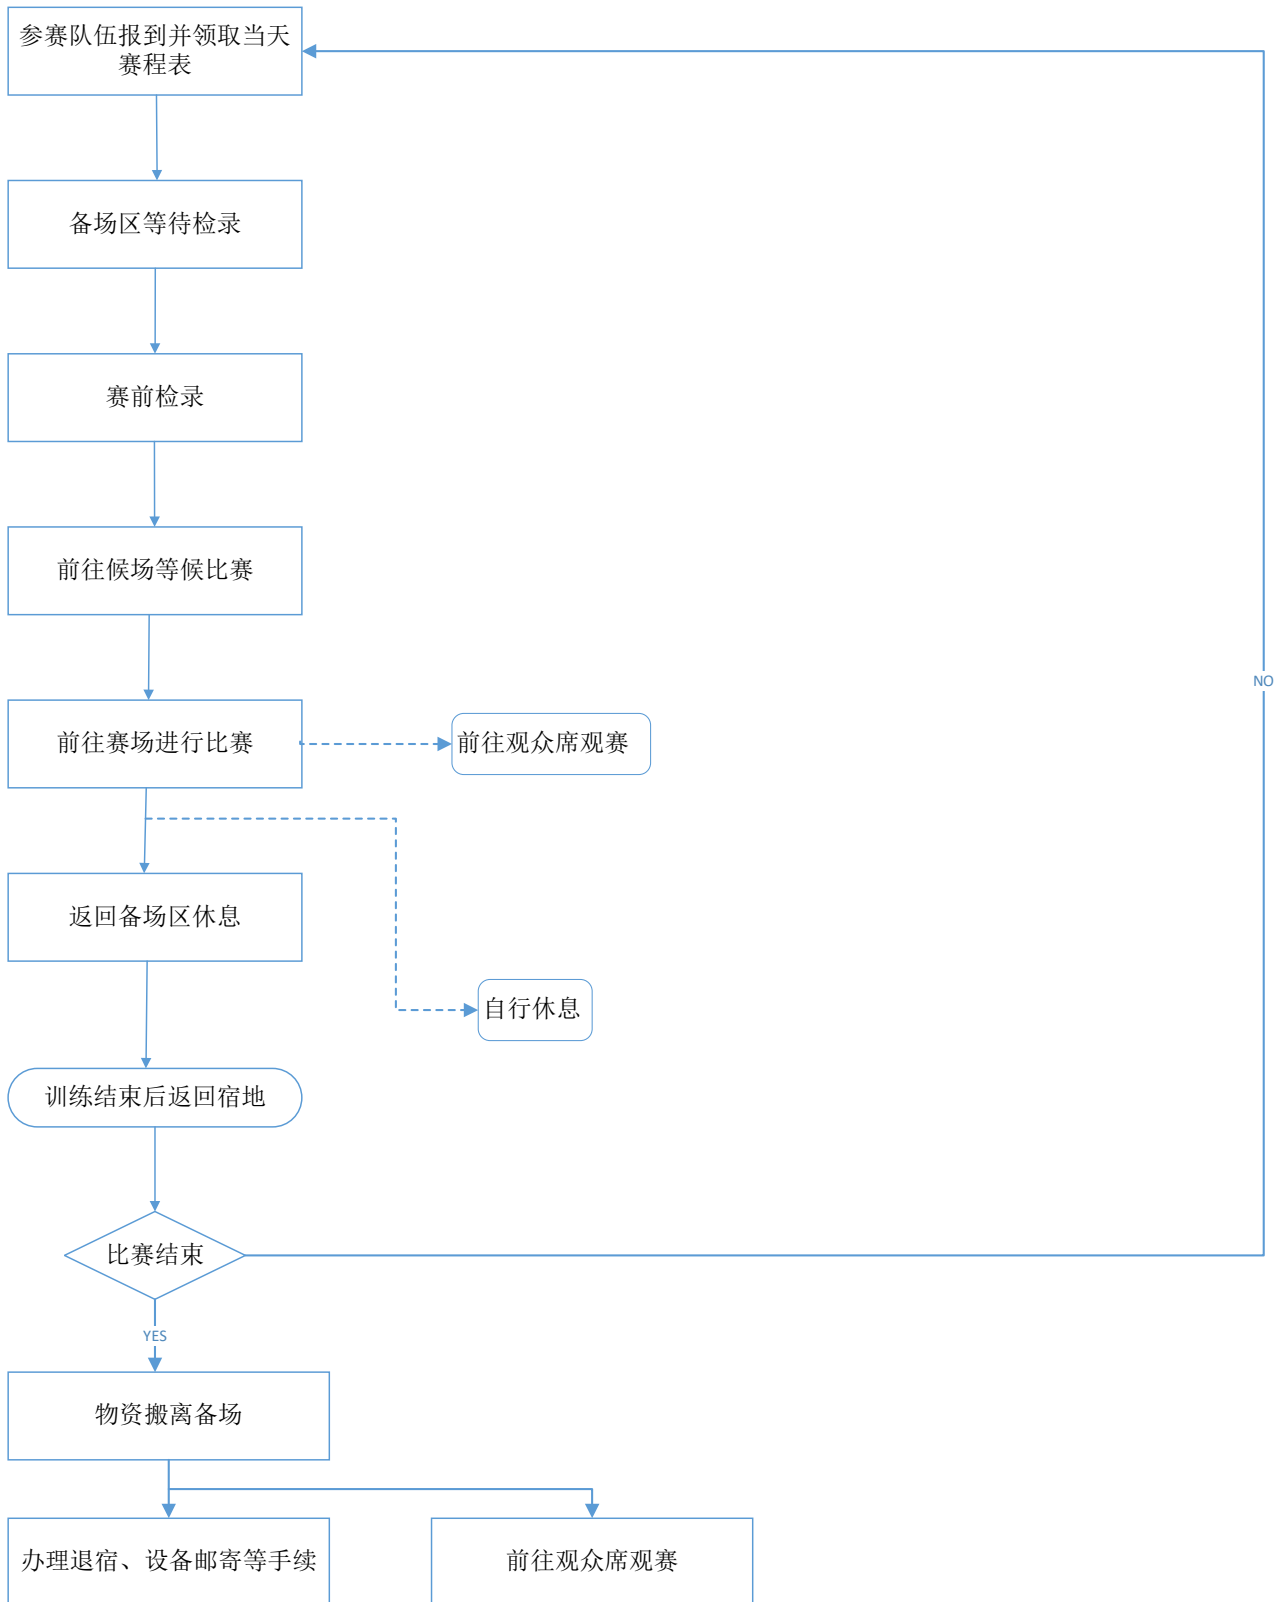 参赛队伍报到并领取当天
赛程表
备场区等待检录
赛前检录
前往候场等候比赛
NO
前往赛场进行比赛
前往观众席观赛
返回备场区休息
自行休息
训练结束后返回宿地
比赛结束
YES
物资搬离备场
办理退宿、设备邮寄等手续
前往观众席观赛